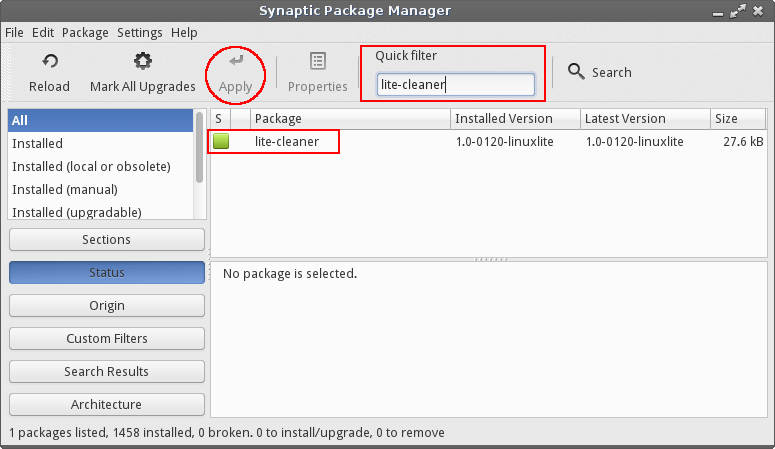 Synaptic Package Manager
File Edit Package Settings Help
Quick filter
Reload Mark All Upgrades Apply Properties lite-cleaner Search
All
Installed
Installed (local or obsolete)
Installed (manual)
Installed (upgradable)
S Package Installed Version Latest Version Size
lite-cleaner 1.0-0120-linuxlite 1.0-0120-linuxlite 27.6 kB
Sections
Status
Origin
Custom Filters
Search Results
Architecture
No package is selected.
1 packages listed, 1458 installed, 0 broken. 0 to install/upgrade, 0 to remove